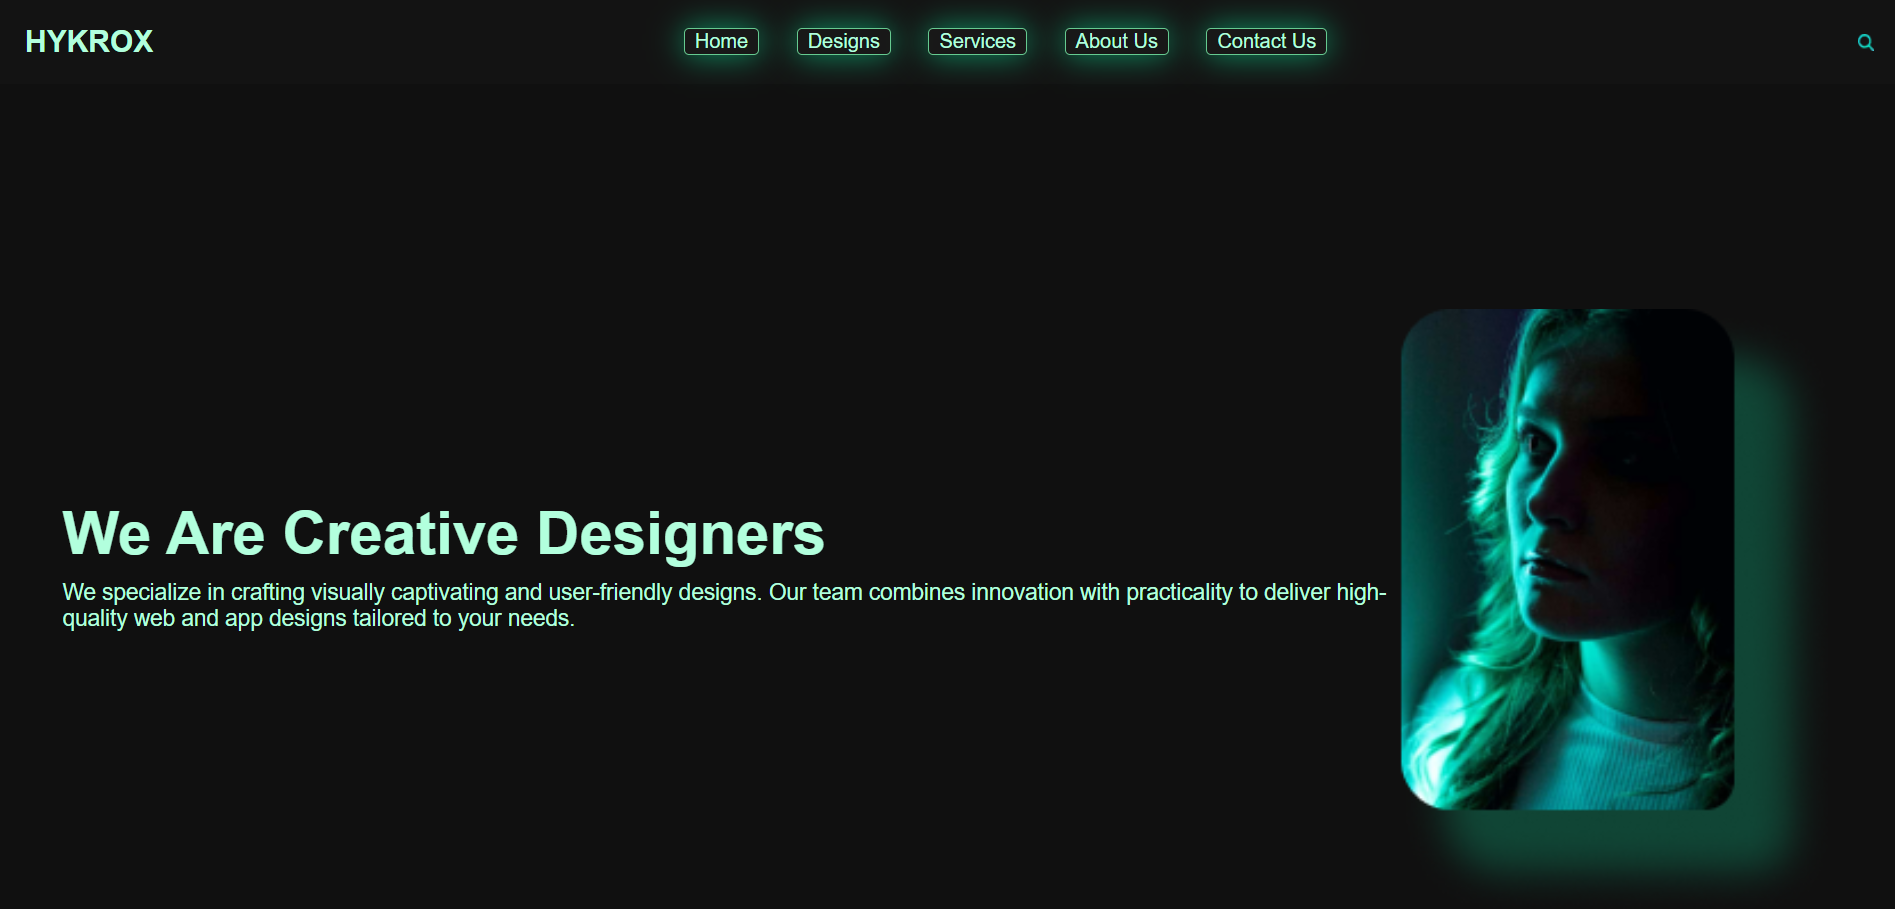 HYKROX
Home
Designs
Services
About Us
Contact Us
We Are Creative Designers
We specialize in crafting visually captivating and user-friendly designs. Our team combines innovation with practicality to deliver high-
quality web and app designs tailored to your needs.